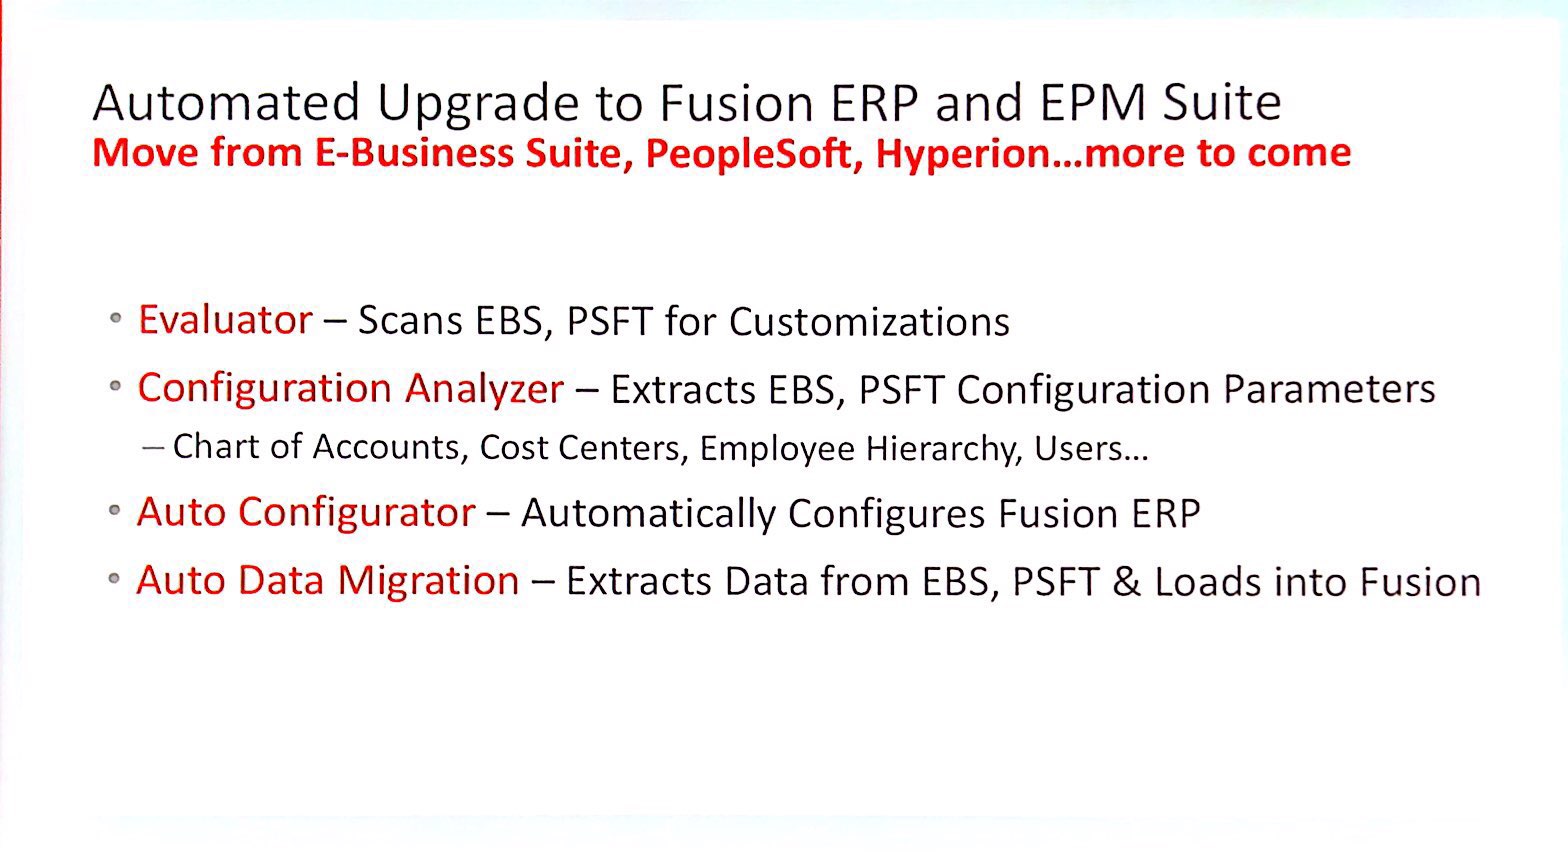 Automated Upgrade to Fusion ERP and EPM Suite
Move from E-Business Suite, PeopleSoft, Hyperion...more to come
• Evaluator – Scans EBS, PSFT for Customizations
• Configuration Analyzer – Extracts EBS, PSFT Configuration Parameters
– Chart of Accounts, Cost Centers, Employee Hierarchy, Users...
• Auto Configurator – Automatically Configures Fusion ERP
• Auto Data Migration – Extracts Data from EBS, PSFT & Loads into Fusion